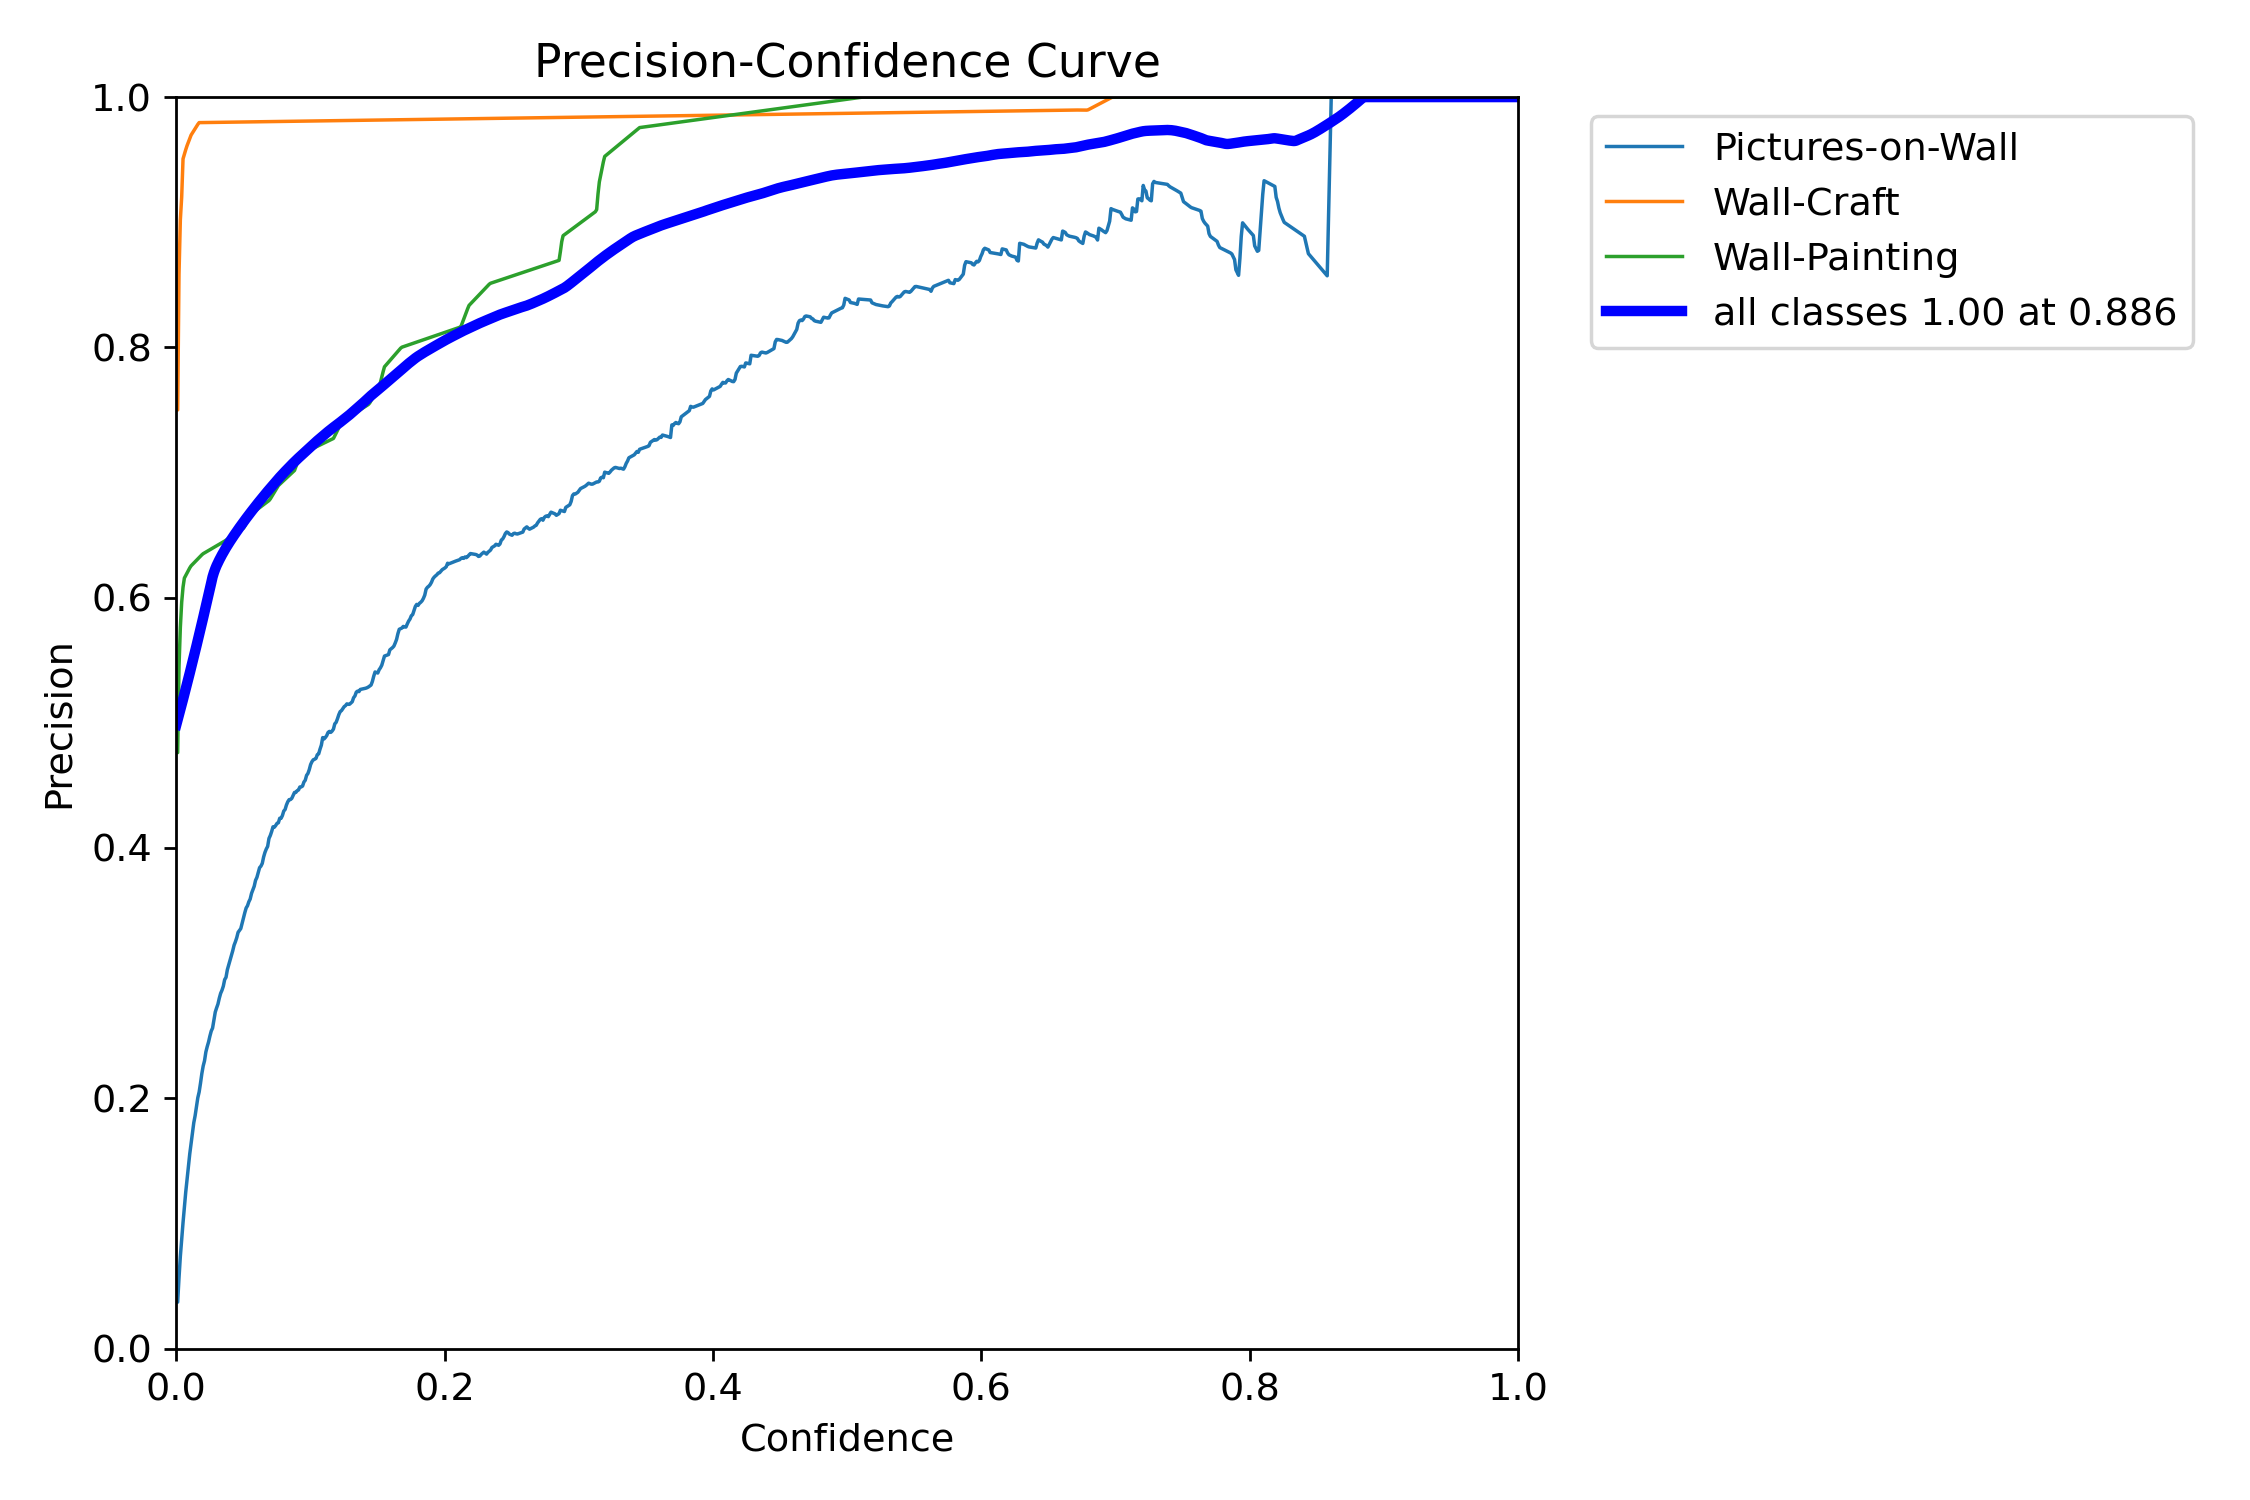 Precision-Confidence Curve
1.0
0.8
0.6
0.4
0.2
0.0
Precision
0.0 0.2 0.4 0.6 0.8 1.0
Confidence
Pictures-on-Wall
Wall-Craft
Wall-Painting
all classes 1.00 at 0.886